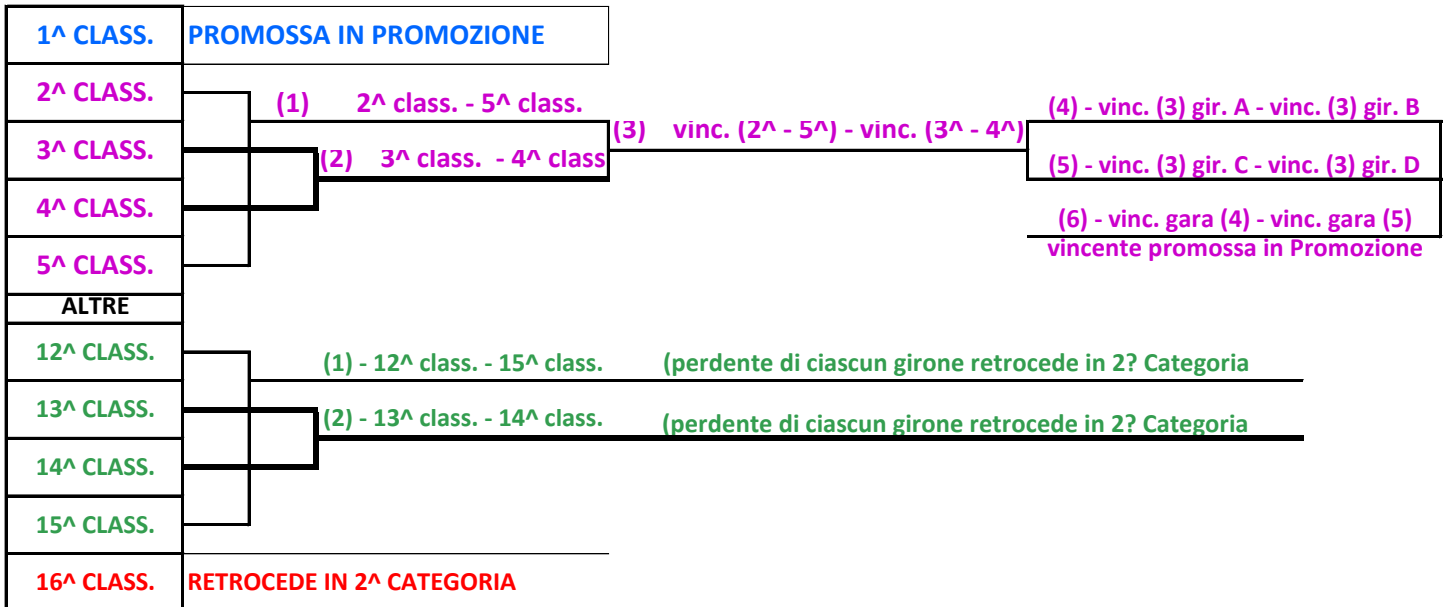 1^ CLASS. PROMOSSA IN PROMOZIONE
2^ CLASS.
(1) 2^ class. - 5^ class.
(4) - vinc. (3) gir. A - vinc. (3) gir. B
(3) vinc. (2^ - 5^) - vinc. (3^ - 4^)
3^ CLASS.
(2) 3^ class. - 4^ class
(5) - vinc. (3) gir. C - vinc. (3) gir. D
4^ CLASS.
(6) - vinc. gara (4) - vinc. gara (5)
vincente promossa in Promozione
5^ CLASS.
ALTRE
12^ CLASS.
(1) - 12^ class. - 15^ class. (perdente di ciascun girone retrocede in 2? Categoria
13^ CLASS.
(2) - 13^ class. - 14^ class. (perdente di ciascun girone retrocede in 2? Categoria
14^ CLASS.
15^ CLASS.
16^ CLASS. RETROCEDE IN 2^ CATEGORIA